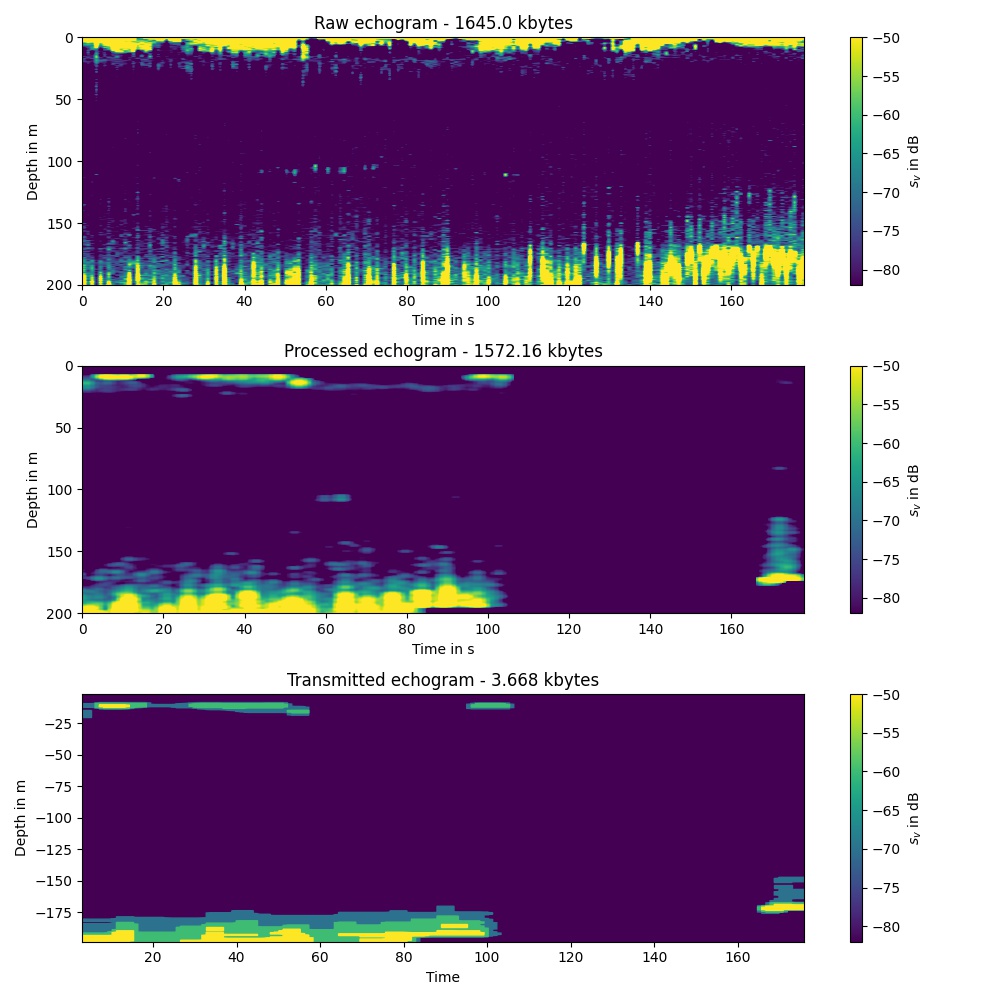 Raw echogram - 1645.0 kbytes
0
50
100
150
200
Depth in m
0 20 40 60 80 100 120 140 160
Time in s
−50
−55
−60
−65
−70
−75
−80
sv in dB
Processed echogram - 1572.16 kbytes
0
50
100
150
200
Depth in m
0 20 40 60 80 100 120 140 160
Time in s
−50
−55
−60
−65
−70
−75
−80
sv in dB
Transmitted echogram - 3.668 kbytes
−25
−50
−75
−100
−125
−150
−175
Depth in m
20 40 60 80 100 120 140 160
Time
−50
−55
−60
−65
−70
−75
−80
sv in dB